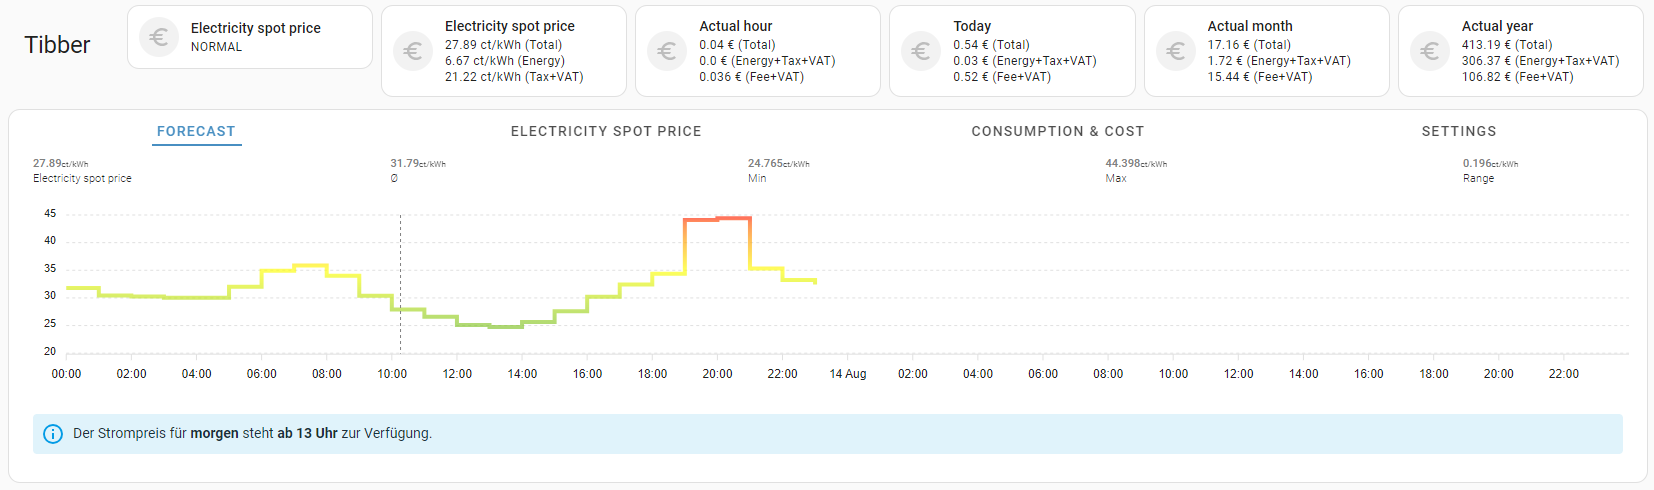 Tibber
€
Electricity spot price
NORMAL
€
Electricity spot price
27.89 ct/kWh (Total)
6.67 ct/kWh (Energy)
21.22 ct/kWh (Tax+VAT)
€
Actual hour
0.04 € (Total)
0.0 € (Energy+Tax+VAT)
0.036 € (Fee+VAT)
€
Today
0.54 € (Total)
0.03 € (Energy+Tax+VAT)
0.52 € (Fee+VAT)
€
Actual month
17.16 € (Total)
1.72 € (Energy+Tax+VAT)
15.44 € (Fee+VAT)
€
Actual year
413.19 € (Total)
306.37 € (Energy+Tax+VAT)
106.82 € (Fee+VAT)
FORECAST
ELECTRICITY SPOT PRICE
CONSUMPTION & COST
SETTINGS
27.89ct/kWh
Electricity spot price
31.79ct/kWh
Ø
24.765ct/kWh
Min
44.398ct/kWh
Max
0.196ct/kWh
Range
45
40
35
30
25
20
00:00 02:00 04:00 06:00 08:00 10:00 12:00 14:00 16:00 18:00 20:00 22:00 14 Aug 02:00 04:00 06:00 08:00 10:00 12:00 14:00 16:00 18:00 20:00 22:00
Der Strompreis für morgen steht ab 13 Uhr zur Verfügung.